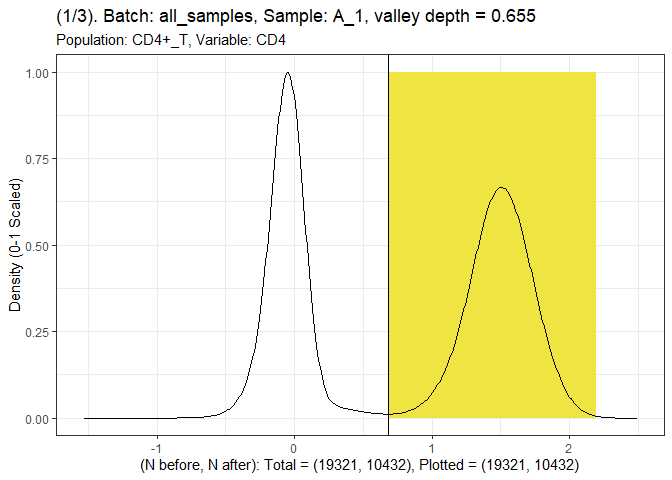 (1/3). Batch: all_samples, Sample: A_1, valley depth = 0.655
Population: CD4+_T, Variable: CD4
Density (0-1 Scaled)
1.00
0.75
0.50
0.25
0.00
-1 0 1 2
(N before, N after): Total = (19321, 10432), Plotted = (19321, 10432)